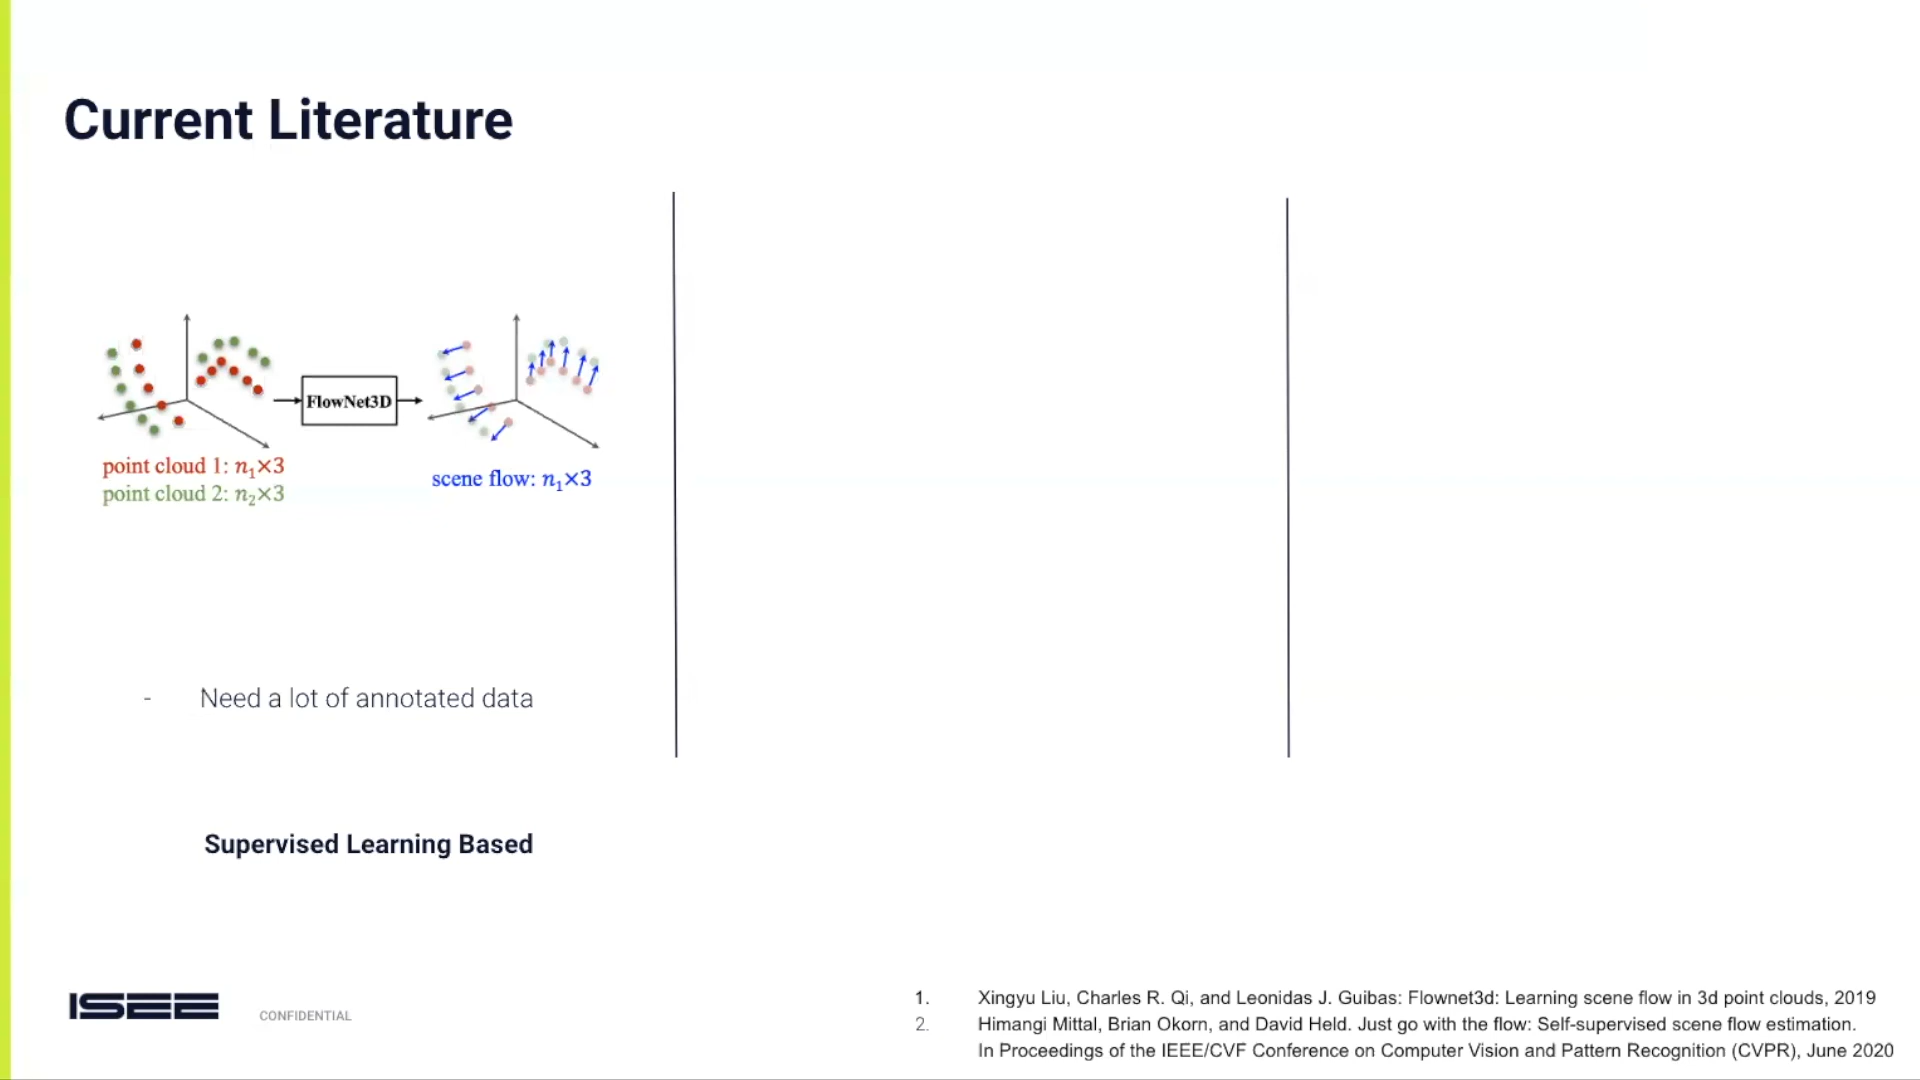 Current Literature
FlowNet3D
point cloud 1: n₁×3
point cloud 2: n₂×3
scene flow: n₁×3
- Need a lot of annotated data
Supervised Learning Based
ISEE
CONFIDENTIAL
1. Xingyu Liu, Charles R. Qi, and Leonidas J. Guibas: Flownet3d: Learning scene flow in 3d point clouds, 2019
2. Himangi Mittal, Brian Okorn, and David Held. Just go with the flow: Self-supervised scene flow estimation.
In Proceedings of the IEEE/CVF Conference on Computer Vision and Pattern Recognition (CVPR), June 2020